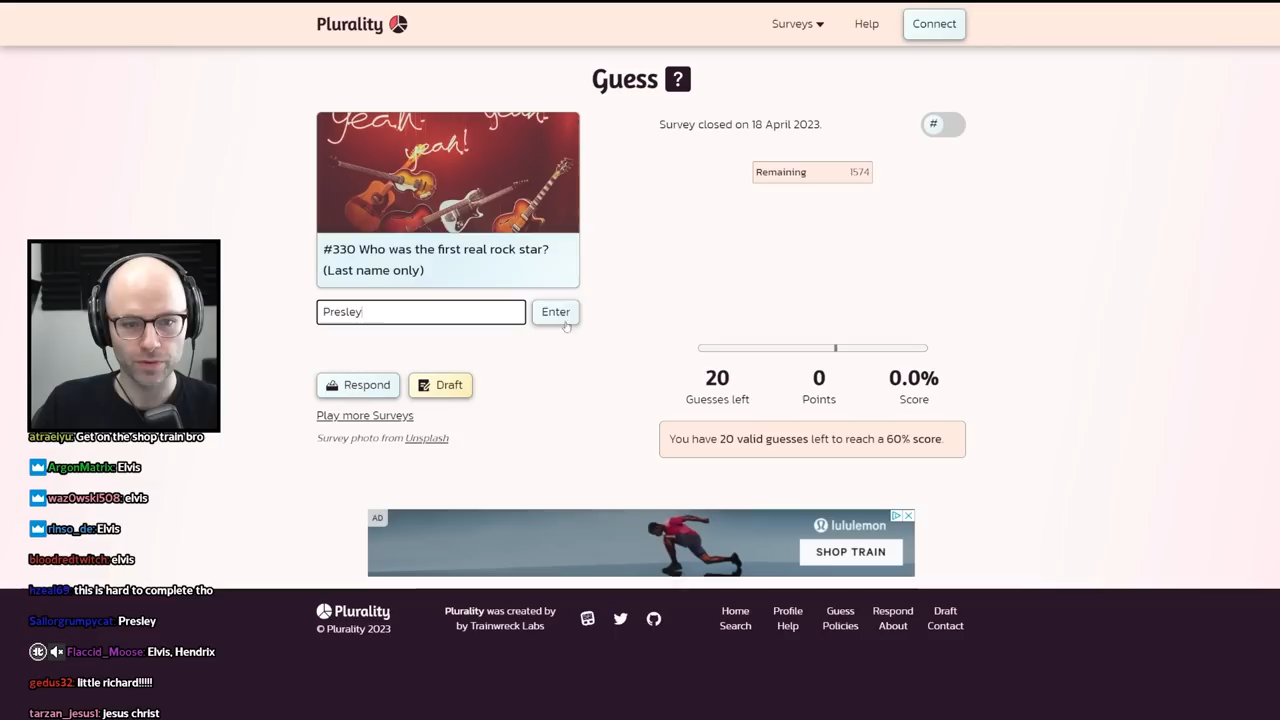 Plurality
Surveys
Help
Connect
Guess ?
yeah. yeah.
yeah!
#330 Who was the first real rock star?
(Last name only)
Presley
Enter
Respond
Draft
Play more Surveys
Survey photo from Unsplash
Survey closed on 18 April 2023.
#
Remaining 1574
20
0
0.0%
Guesses left
Points
Score
You have 20 valid guesses left to reach a 60% score.
AD
lululemon
SHOP TRAIN
atraeiyu: Get on the shop train bro
ArgonMatrix: Elvis
waz0wski508: elvis
rinso_de: Elvis
bloodredtwitch: elvis
hzeal69: this is hard to complete tho
Sailorgrumpycat: Presley
Flaccid_Moose: Elvis, Hendrix
gedus32: little richard!!!!!
tarzan_jesus1: jesus christ
Plurality
© Plurality 2023
Plurality was created by
by Trainwreck Labs
Home
Profile
Guess
Respond
Draft
Search
Help
Policies
About
Contact